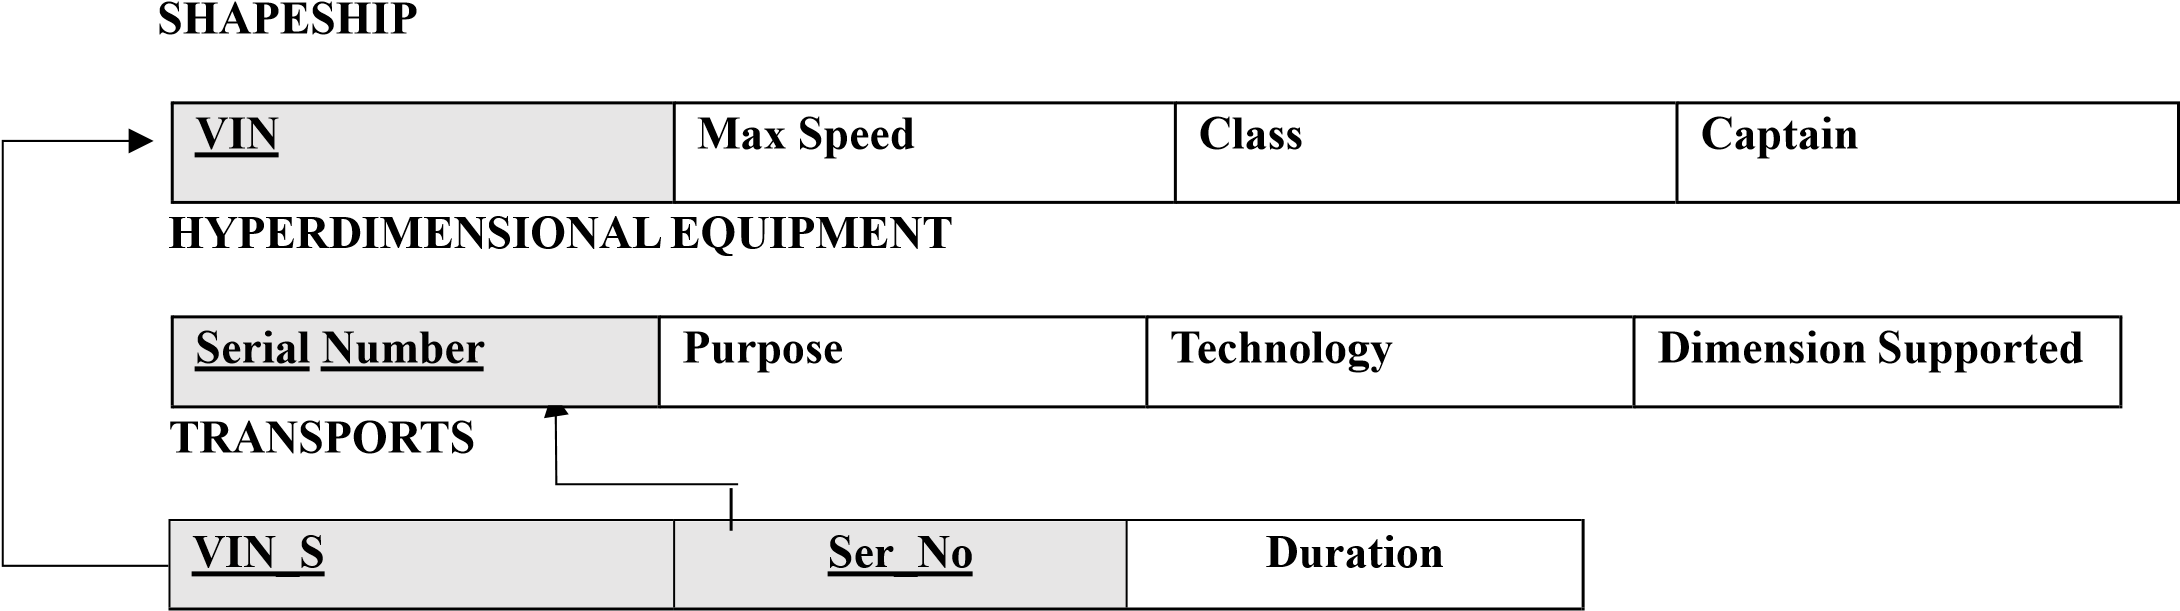 SHAPESHIP
VIN Max Speed Class Captain
HYPERDIMENSIONAL EQUIPMENT
Serial Number Purpose Technology Dimension Supported
TRANSPORTS
VIN_S Ser_No Duration